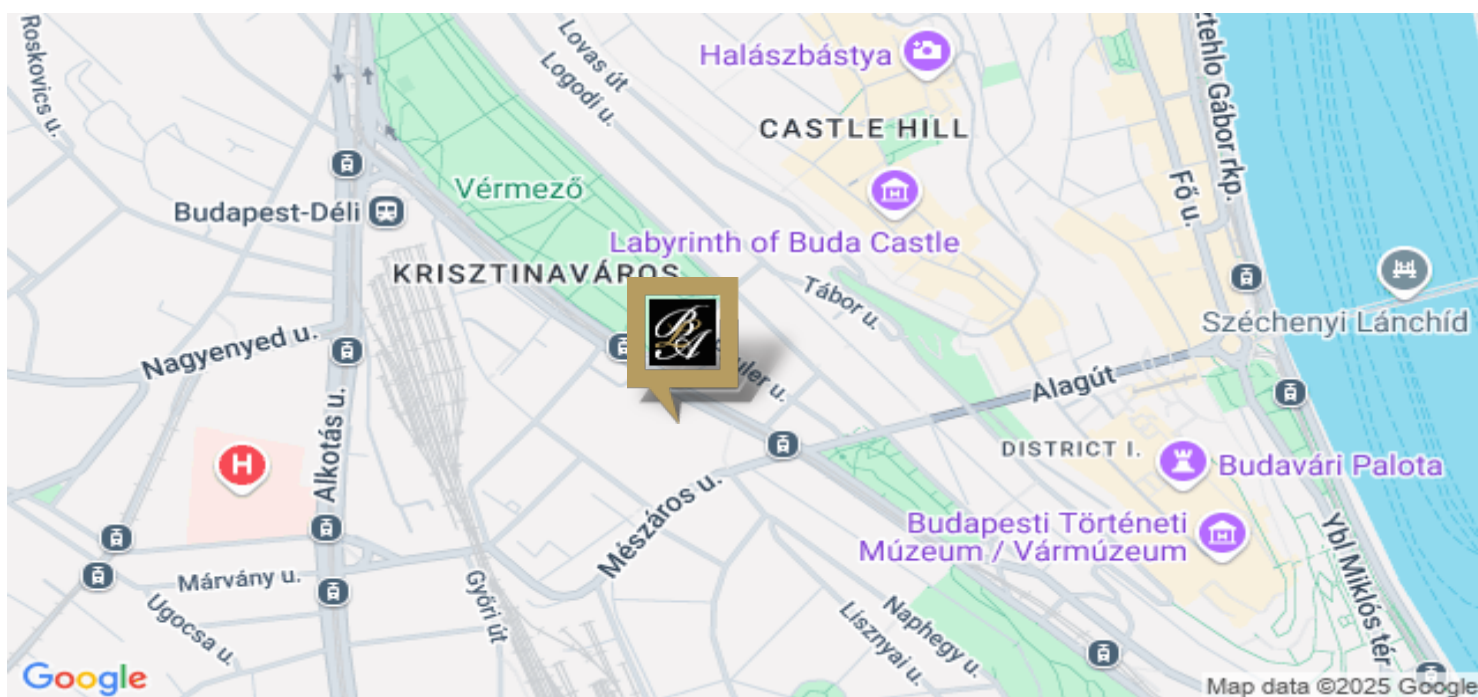 Roskovics u.
Lovas út
Logodi u.
Halászbástya
CASTLE HILL
Vérmező
Budapest-Déli
Fő u.
Labyrinth of Buda Castle
KRISZTINAVÁROS
Tábor u.
Széchenyi Lánchíd
Nagyenyed u.
BLA
Alagút
Alkotás u.
H
DISTRICT I.
Budavári Palota
Mészáros u.
Budapesti Történeti
Múzeum / Vármúzeum
Ybl Miklós tér
Márvány u.
Ugocsa u.
Győri út
Naphegy u.
Lisznyai u.
Google
Map data ©2025 Google